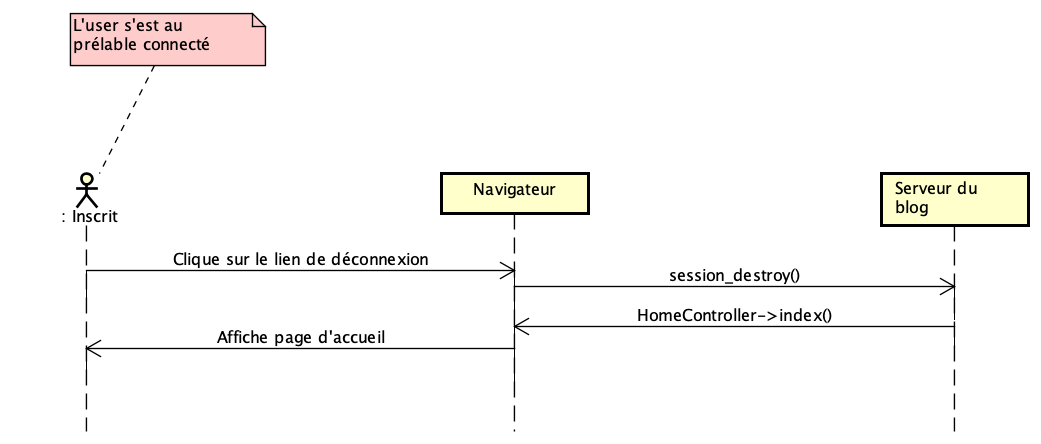 L'user s'est au
prélable connecté
: Inscrit
Navigateur
Serveur du
blog
Clique sur le lien de déconnexion
session_destroy()
HomeController->index()
Affiche page d'accueil